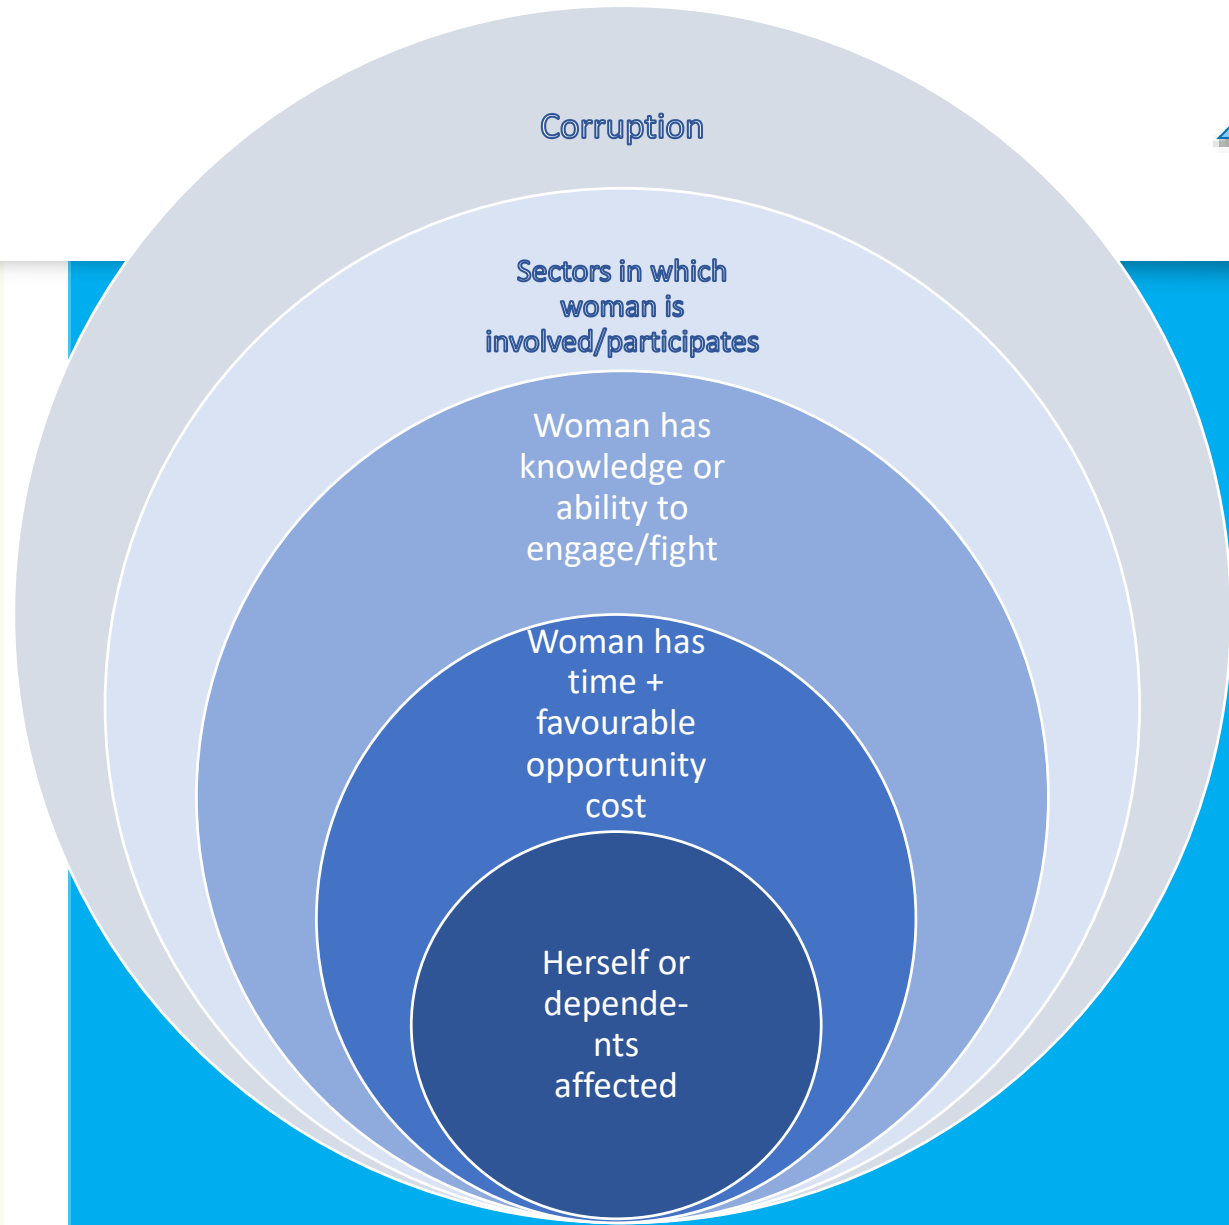 Corruption
Sectors in which
woman is
involved/participates
Woman has
knowledge or
ability to
engage/fight
Woman has
time +
favourable
opportunity
cost
Herself or
depende-
nts
affected